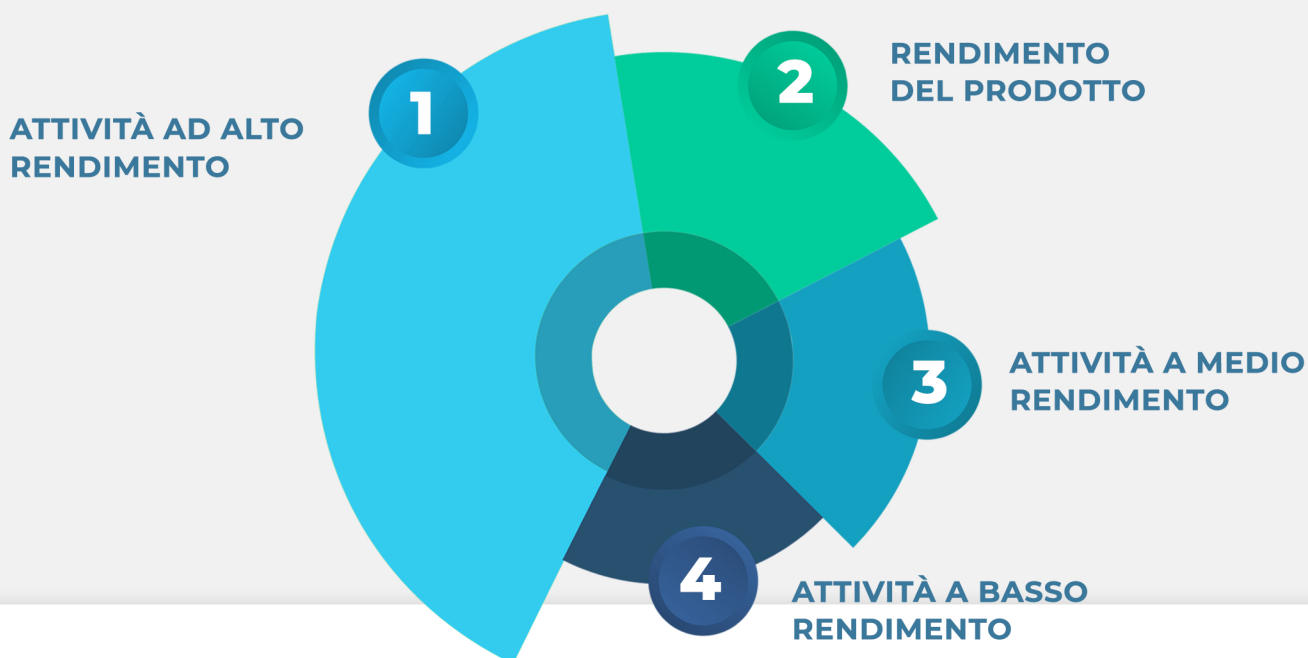 1
ATTIVITÀ AD ALTO
RENDIMENTO
2
RENDIMENTO
DEL PRODOTTO
3
ATTIVITÀ A MEDIO
RENDIMENTO
4
ATTIVITÀ A BASSO
RENDIMENTO